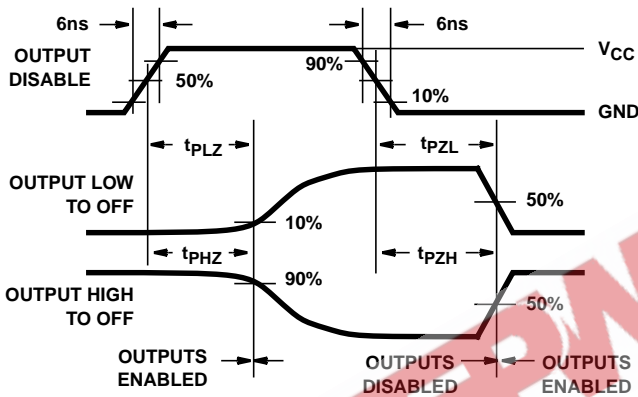 6ns
6ns
OUTPUT
DISABLE
50%
90%
10%
VCC
GND
tPLZ
tPZL
OUTPUT LOW
TO OFF
10%
50%
tPHZ
tPZH
OUTPUT HIGH
TO OFF
90%
50%
OUTPUTS
ENABLED
OUTPUTS
DISABLED
OUTPUTS
ENABLED